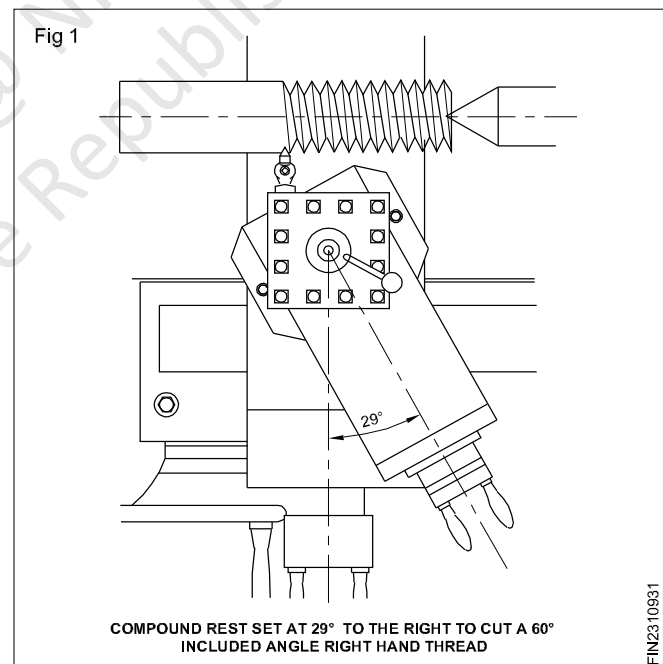 Fig 1
29°
COMPOUND REST SET AT 29° TO THE RIGHT TO CUT A 60°
INCLUDED ANGLE RIGHT HAND THREAD
FIN2310931